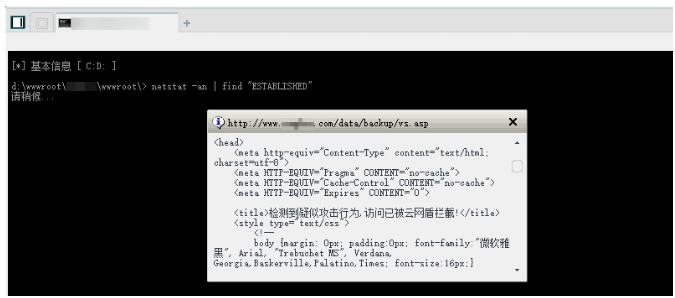 +
[*] 基本信息 [ C:D: ]
d:\wwwroot\ \wwwroot\> netstat -an | find "ESTABLISHED"
请稍候...
http://www. .com/data/backup/vs.asp
<head>
<meta http-equiv="Content-Type" content="text/html;
charset=utf-8">
<meta HTTP-EQUIV="Pragma" CONTENT="no-cache">
<meta HTTP-EQUIV="Cache-Control" CONTENT="no-cache">
<meta HTTP-EQUIV="Expires" CONTENT="0">
<title>检测到疑似攻击行为,访问已被云网盾拦截!</title>
<style type="text/css">
<!--
body {margin: 0px; padding:0px; font-family:"微软雅
黑", Arial, "Trebuchet MS", Verdana,
Georgia,Baskerville,Palatino,Times; font-size:16px;}